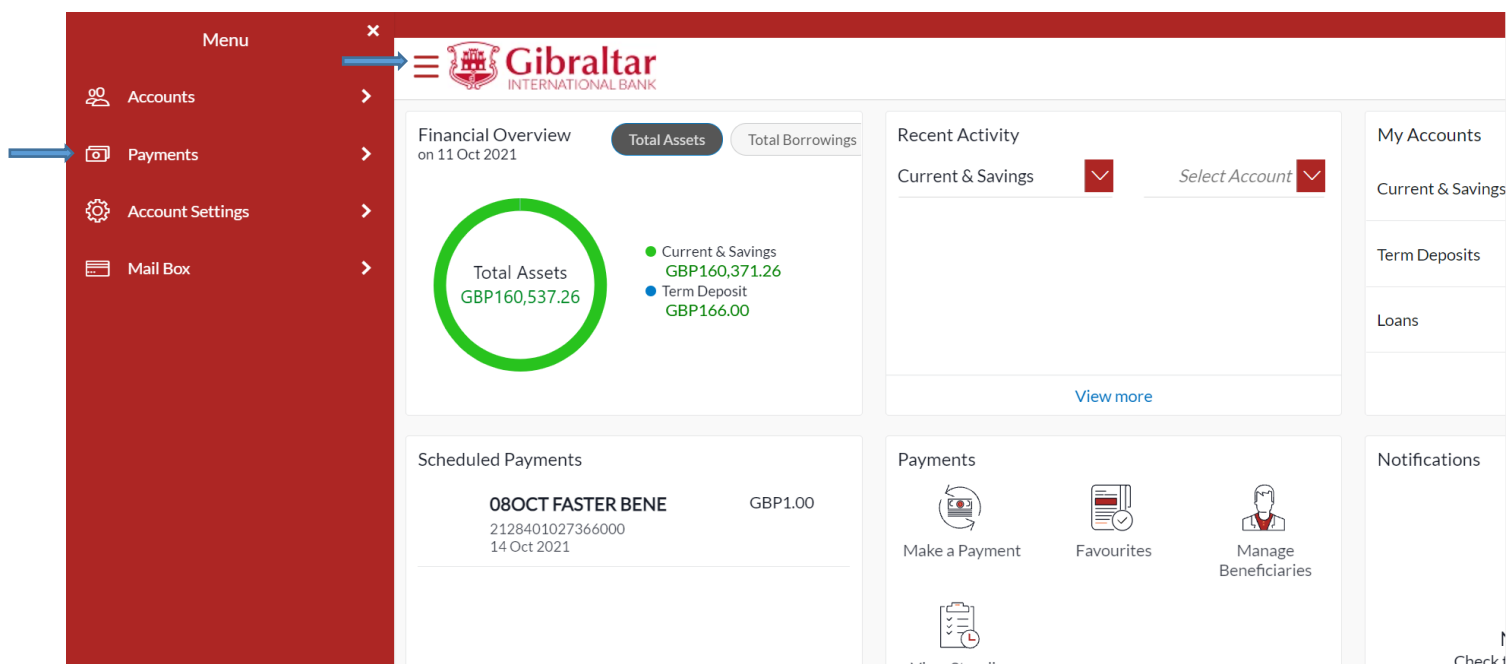 Menu
×
Accounts
Payments
Account Settings
Mail Box
Gibraltar
INTERNATIONAL BANK
Financial Overview
on 11 Oct 2021
Total Assets
Total Borrowings
Total Assets
GBP160,537.26
Current & Savings
GBP160,371.26
Term Deposit
GBP166.00
Recent Activity
Current & Savings
Select Account
View more
My Accounts
Current & Savings
Term Deposits
Loans
Scheduled Payments
08OCT FASTER BENE GBP1.00
2128401027366000
14 Oct 2021
Payments
Make a Payment
Favourites
Manage
Beneficiaries
Notifications
Check